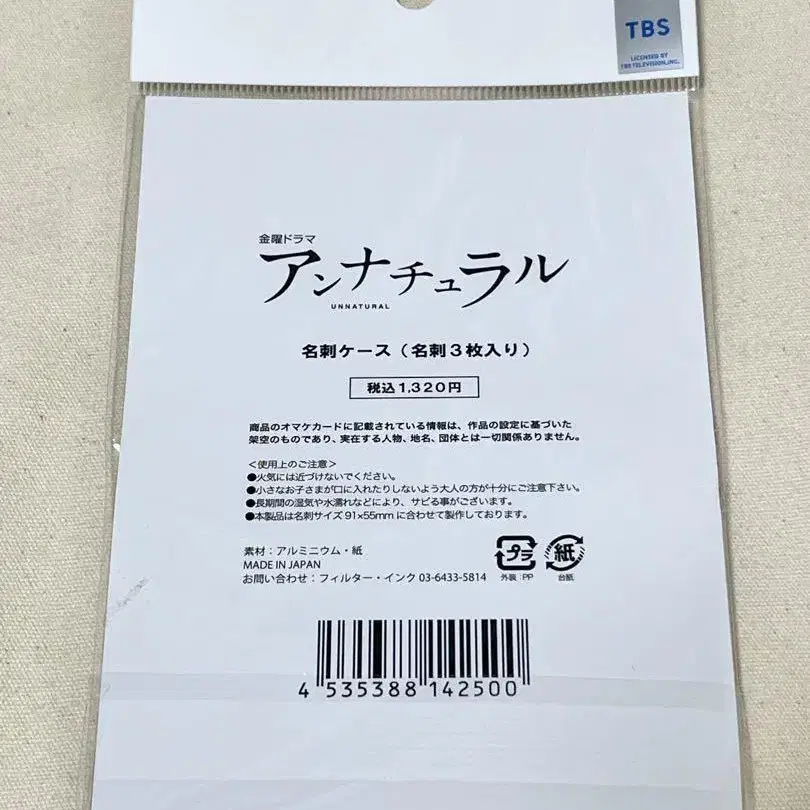 TBS
LICENSED BY
TBS TELEVISION, INC.
金曜ドラマ
アンナチュラル
UNNATURAL
名刺ケース（名刺３枚入り）
税込1,320円
商品のオマケカードに記載されている情報は、作品の設定に基づいた
架空のものであり、実在する人物、地名、団体とは一切関係ありません。
＜使用上のご注意＞
●火気には近づけないでください。
●小さなお子さまが口に入れたりしないよう大人の方が十分にご注意下さい。
●長期間の湿気や水濡れなどにより、サビる事がございます。
●本製品は名刺サイズ91×55mmに合わせて製作しております。
素材：アルミニウム・紙
MADE IN JAPAN
お問い合わせ：フィルター・インク 03-6433-5814
プラ
外装：PP
紙
台紙
4 535388 142500